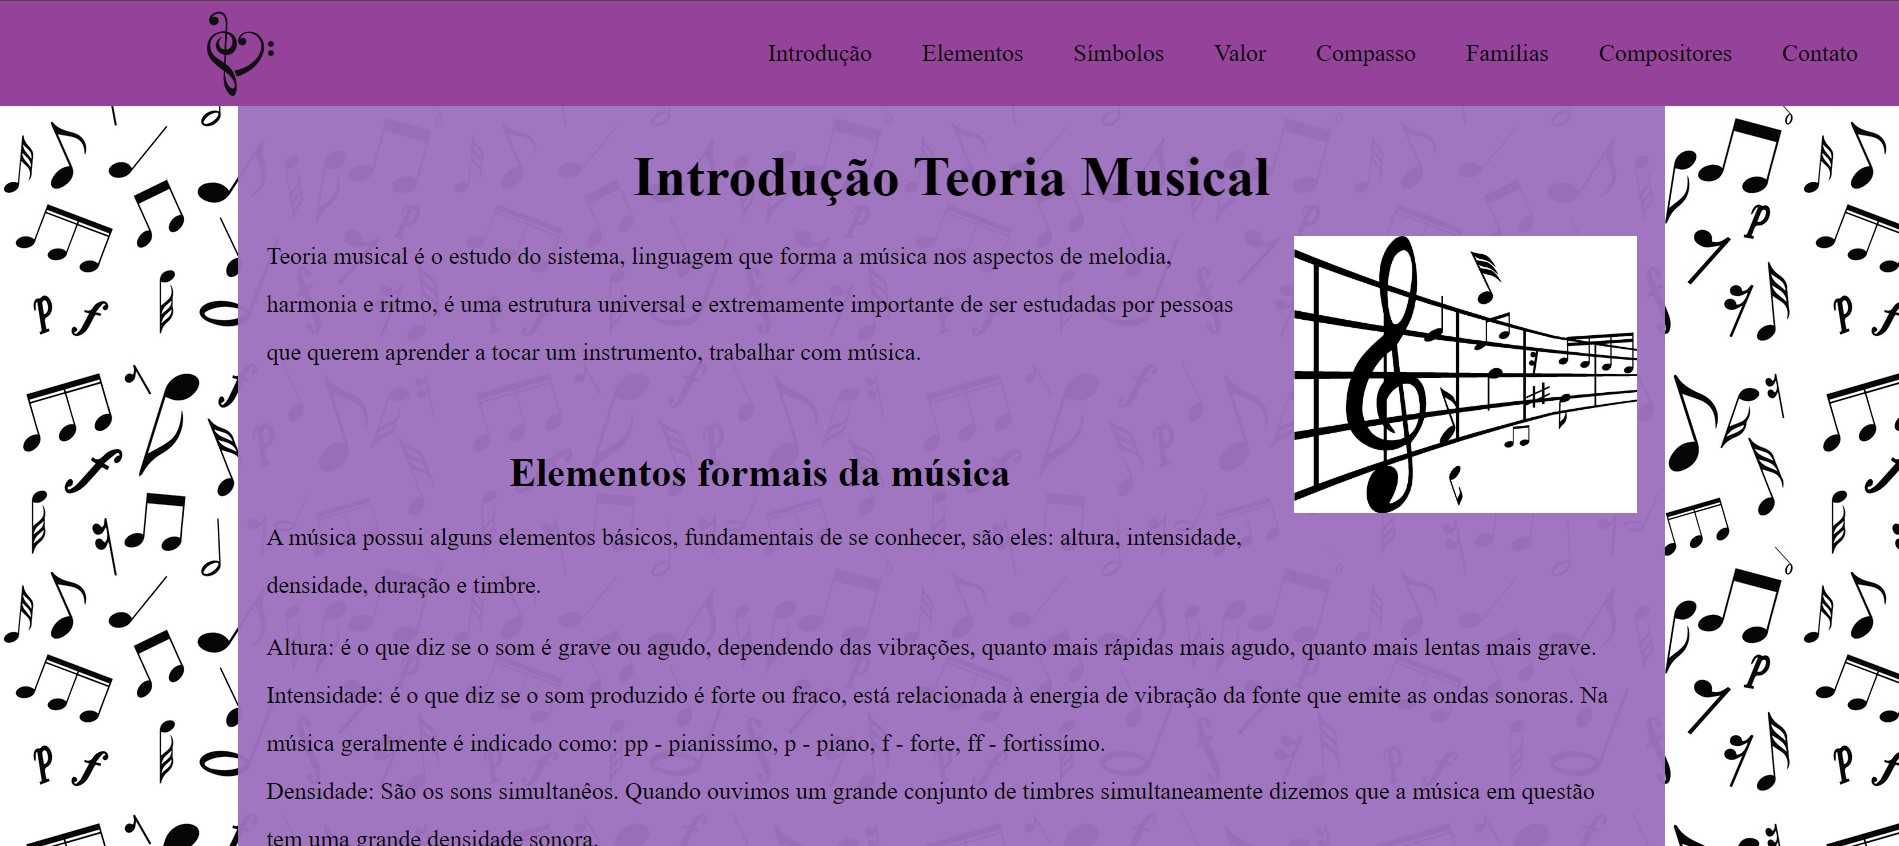 Introdução Elementos Símbolos Valor Compasso Famílias Compositores Contato
Introdução Teoria Musical
Teoria musical é o estudo do sistema, linguagem que forma a música nos aspectos de melodia,
harmonia e ritmo, é uma estrutura universal e extremamente importante de ser estudadas por pessoas
que querem aprender a tocar um instrumento, trabalhar com música.
Elementos formais da música
A música possui alguns elementos básicos, fundamentais de se conhecer, são eles: altura, intensidade,
densidade, duração e timbre.
Altura: é o que diz se o som é grave ou agudo, dependendo das vibrações, quanto mais rápidas mais agudo, quanto mais lentas mais grave.
Intensidade: é o que diz se o som produzido é forte ou fraco, está relacionada à energia de vibração da fonte que emite as ondas sonoras. Na
música geralmente é indicado como: pp - pianissímo, p - piano, f - forte, ff - fortissímo.
Densidade: São os sons simultanêos. Quando ouvimos um grande conjunto de timbres simultaneamente dizemos que a música em questão
tem uma grande densidade sonora.